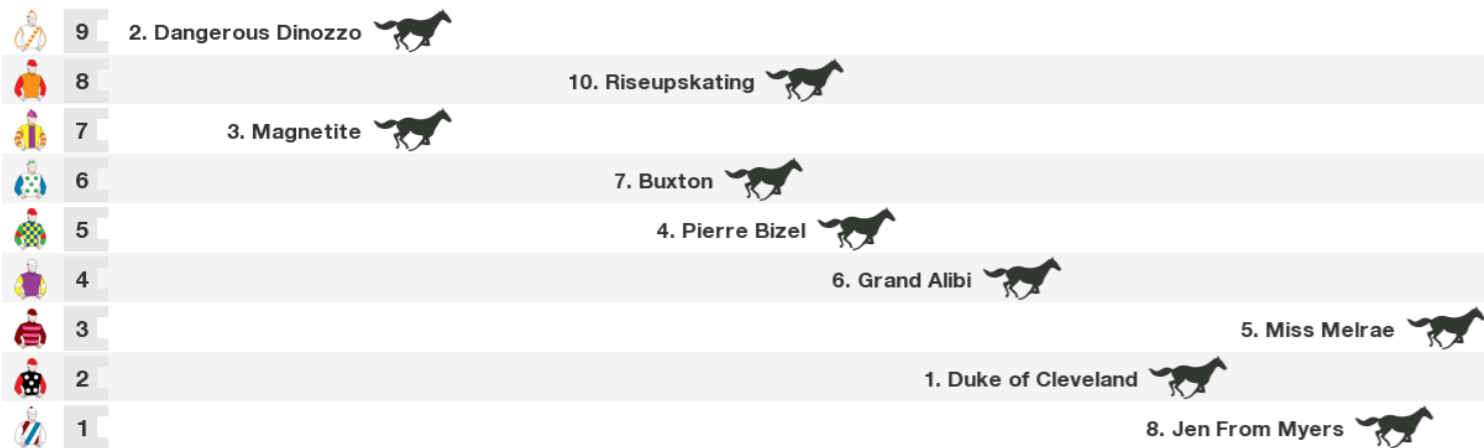 9 2. Dangerous Dinozzo
8 10. Riseupskating
7 3. Magnetite
6 7. Buxton
5 4. Pierre Bizel
4 6. Grand Alibi
3 5. Miss Melrae
2 1. Duke of Cleveland
1 8. Jen From Myers